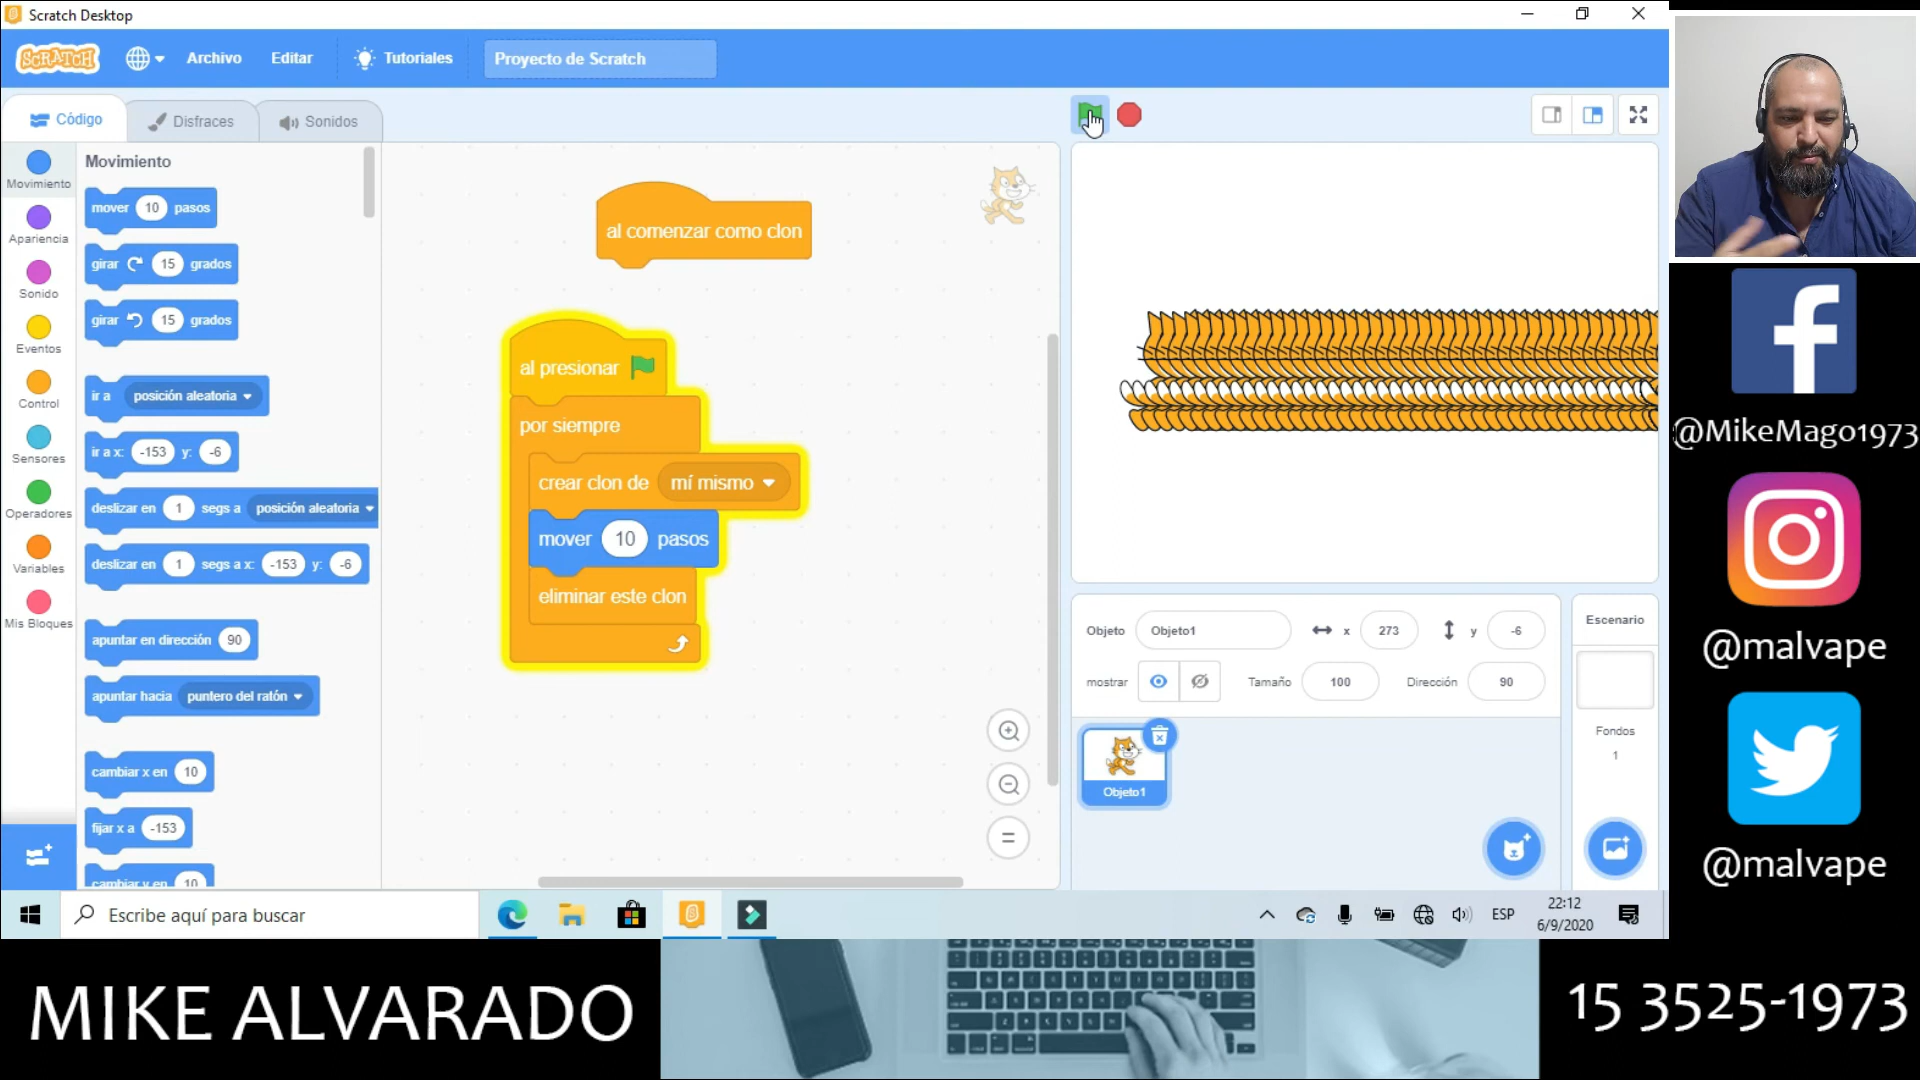 Scratch Desktop
SCRATCH
Archivo
Editar
Tutoriales
Proyecto de Scratch
Código
Disfraces
Sonidos
Movimiento
Apariencia
Sonido
Eventos
Control
Sensores
Operadores
Variables
Mis Bloques
Movimiento
mover 10 pasos
girar 15 grados
girar 15 grados
ir a posición aleatoria
ir a x: -153 y: -6
deslizar en 1 segs a posición aleatoria
deslizar en 1 segs a x: -153 y: -6
apuntar en dirección 90
apuntar hacia puntero del ratón
cambiar x en 10
fijar x a -153
cambiar y en 10
al comenzar como clon
al presionar
por siempre
crear clon de mí mismo
mover 10 pasos
eliminar este clon
Objeto Objeto1 x 273 y -6
mostrar Tamaño 100 Dirección 90
Objeto1
Escenario
Fondos
1
Escribe aquí para buscar
ESP
22:12
6/9/2020
@MikeMago1973
@malvape
@malvape
MIKE ALVARADO
15 3525-1973